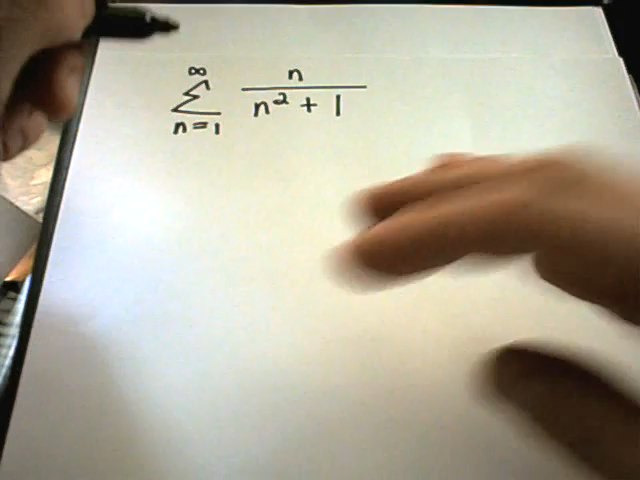 ∞
∑ n / (n² + 1)
n = 1